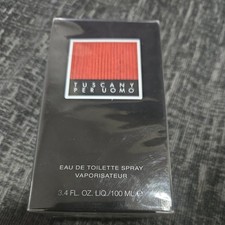 TUSCANY
PER UOMO
EAU DE TOILETTE SPRAY
VAPORISATEUR
3.4 FL. OZ. LIQ./100 ML ℮